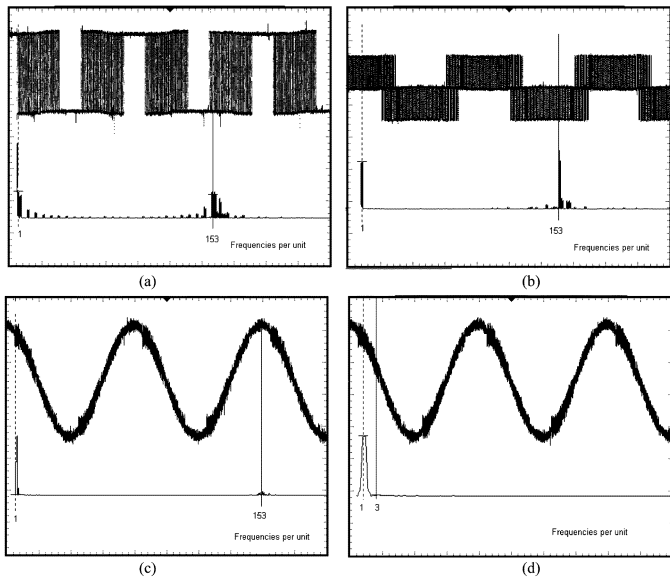 1
153
Frequencies per unit
(a)
1
153
Frequencies per unit
(b)
1
153
Frequencies per unit
(c)
1 3
Frequencies per unit
(d)